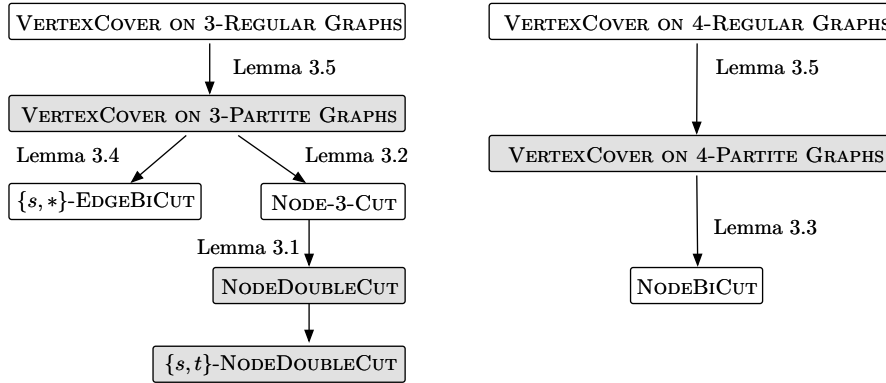 VERTEXCOVER ON 3-REGULAR GRAPHS
Lemma 3.5
VERTEXCOVER ON 3-PARTITE GRAPHS
Lemma 3.4
Lemma 3.2
{s, *}-EDGEBICUT
NODE-3-CUT
Lemma 3.1
NODEDOUBLECUT
{s, t}-NODEDOUBLECUT
VERTEXCOVER ON 4-REGULAR GRAPHS
Lemma 3.5
VERTEXCOVER ON 4-PARTITE GRAPHS
Lemma 3.3
NODEBICUT